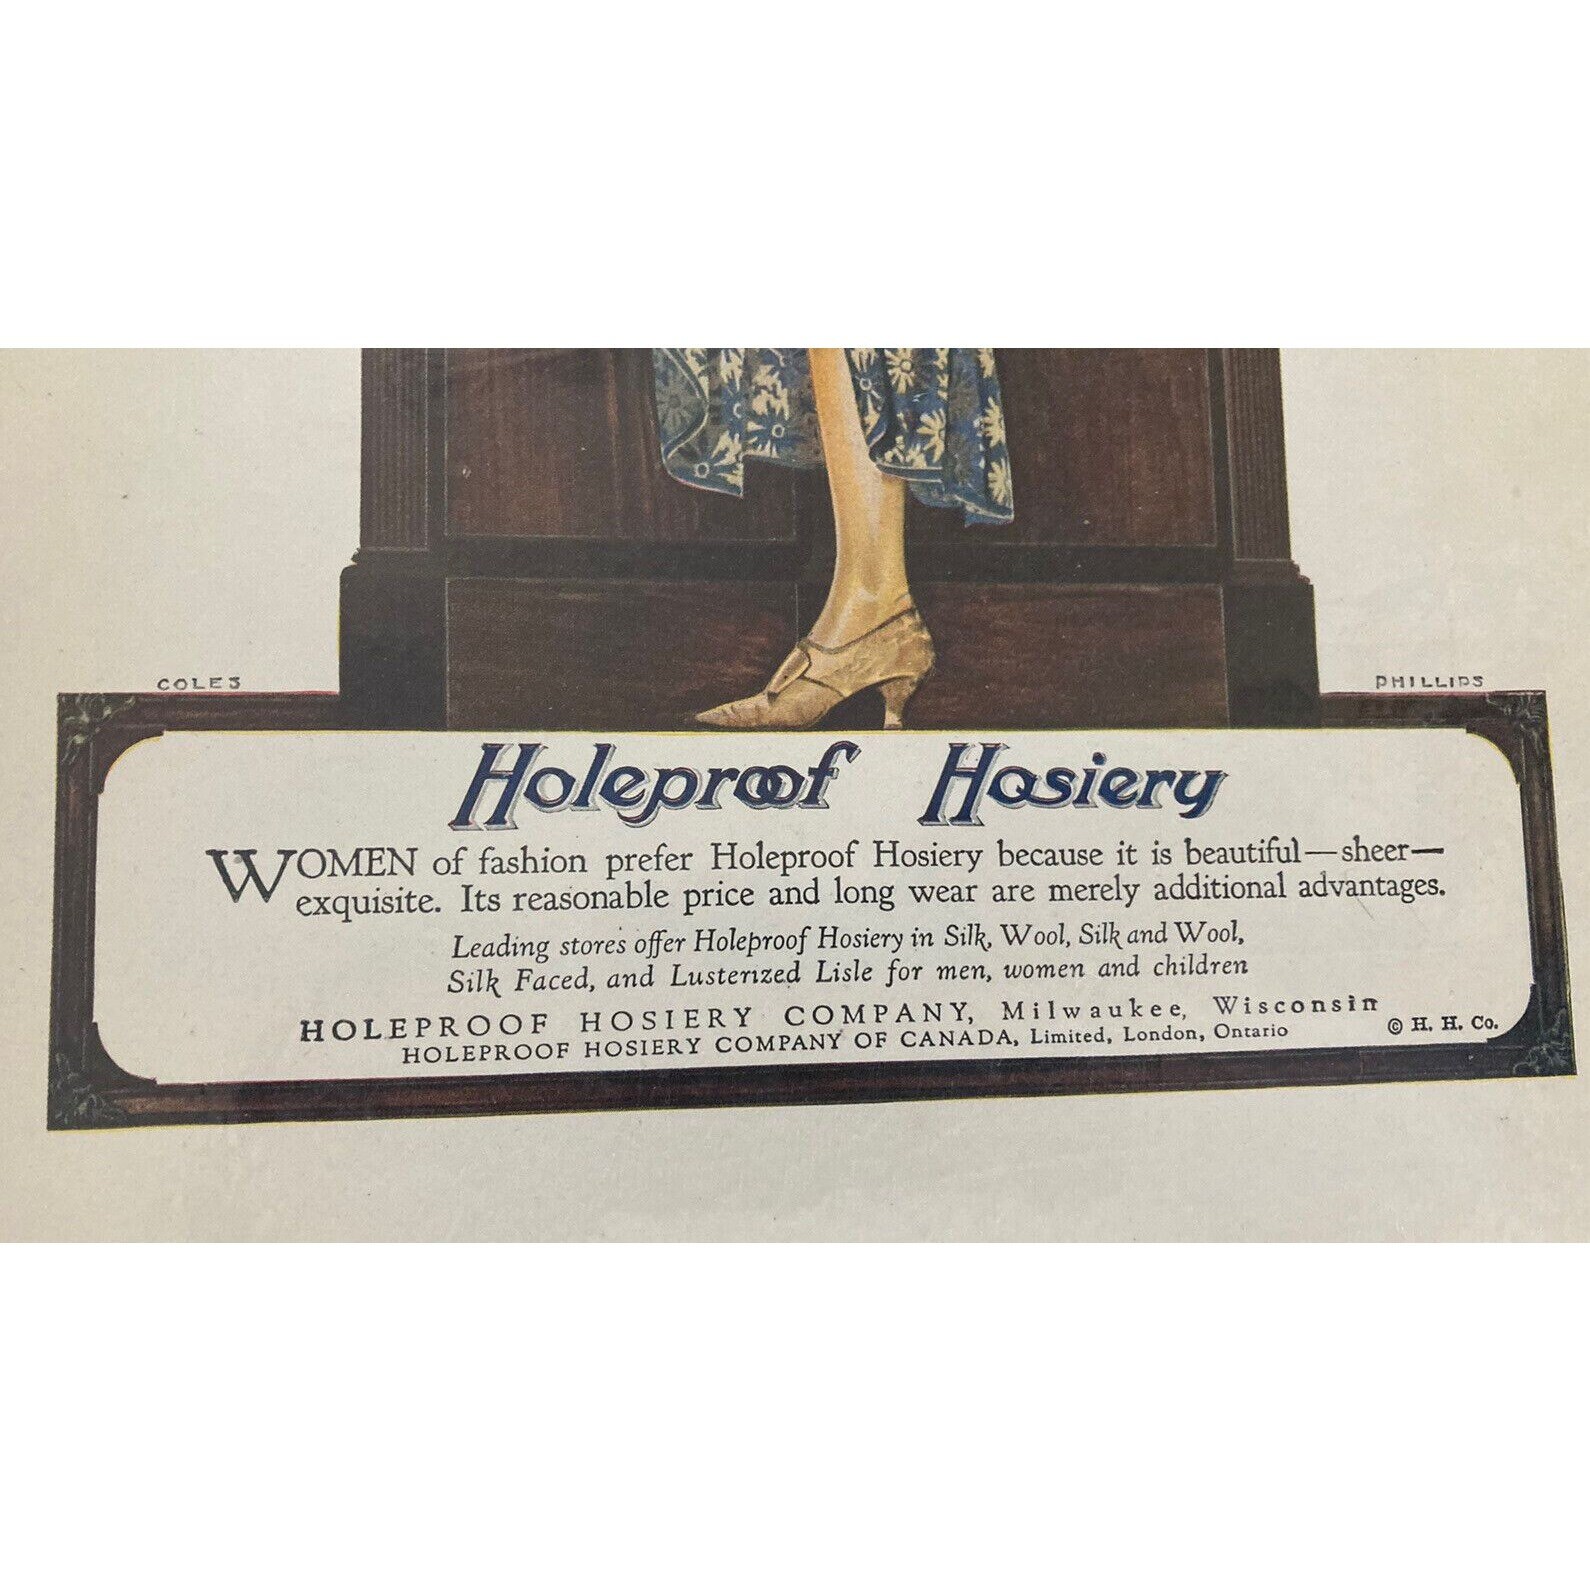 COLES PHILLIPS
Holeproof Hosiery
WOMEN of fashion prefer Holeproof Hosiery because it is beautiful—sheer—
exquisite. Its reasonable price and long wear are merely additional advantages.
Leading stores offer Holeproof Hosiery in Silk, Wool, Silk and Wool,
Silk Faced, and Lusterized Lisle for men, women and children
HOLEPROOF HOSIERY COMPANY, Milwaukee, Wisconsin
HOLEPROOF HOSIERY COMPANY OF CANADA, Limited, London, Ontario
© H. H. Co.